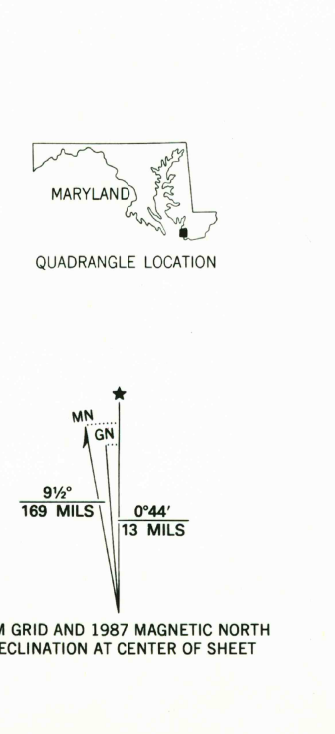 MARYLAND
QUADRANGLE LOCATION
★
MN
GN
9½°
169 MILS
0°44′
13 MILS
M GRID AND 1987 MAGNETIC NORTH
ECLINATION AT CENTER OF SHEET